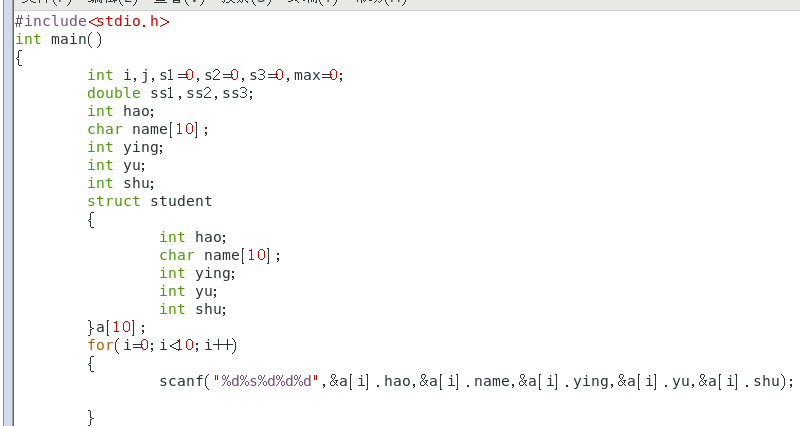 #include<stdio.h>
int main()
{
int i,j,s1=0,s2=0,s3=0,max=0;
double ss1,ss2,ss3;
int hao;
char name[10];
int ying;
int yu;
int shu;
struct student
{
int hao;
char name[10];
int ying;
int yu;
int shu;
}a[10];
for(i=0;i<10;i++)
{
scanf("%d%s%d%d%d",&a[i].hao,&a[i].name,&a[i].ying,&a[i].yu,&a[i].shu);
}